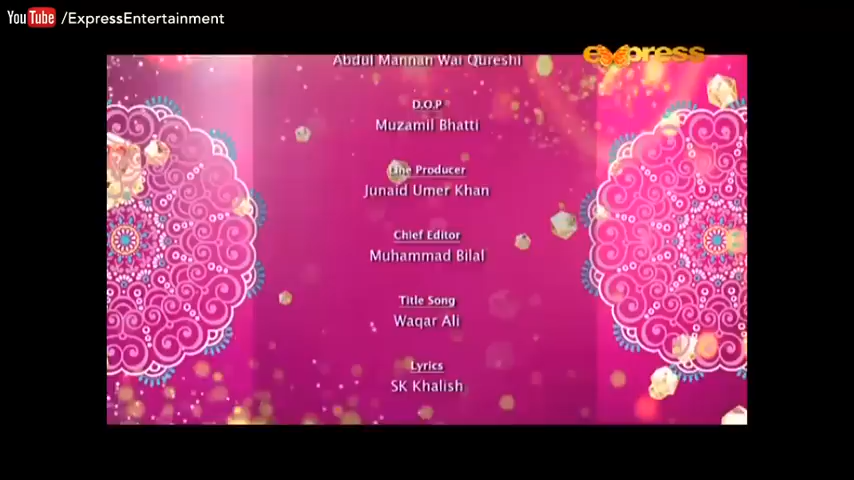 YouTube /ExpressEntertainment
express
Abdul Mannan Wai Qureshi
D.O.P
Muzamil Bhatti
Line Producer
Junaid Umer Khan
Chief Editor
Muhammad Bilal
Title Song
Waqar Ali
Lyrics
SK Khalish